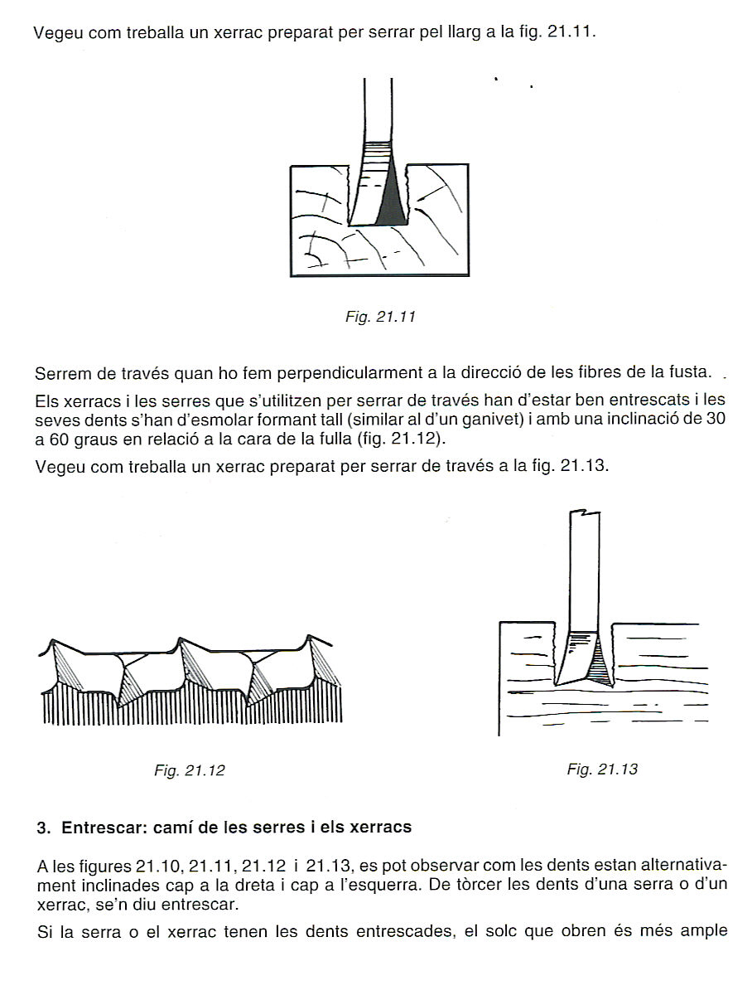 Vegeu com treballa un xerrac preparat per serrar pel llarg a la fig. 21.11.
Fig. 21.11
Serrem de través quan ho fem perpendicularment a la direcció de les fibres de la fusta.
Els xerracs i les serres que s'utilitzen per serrar de través han d'estar ben entrescats i les
seves dents s'han d'esmolar formant tall (similar al d'un ganivet) i amb una inclinació de 30
a 60 graus en relació a la cara de la fulla (fig. 21.12).
Vegeu com treballa un xerrac preparat per serrar de través a la fig. 21.13.
Fig. 21.12
Fig. 21.13
3. Entrescar: camí de les serres i els xerracs
A les figures 21.10, 21.11, 21.12 i 21.13, es pot observar com les dents estan alternativa-
ment inclinades cap a la dreta i cap a l'esquerra. De tòrcer les dents d'una serra o d'un
xerrac, se'n diu entrescar.
Si la serra o el xerrac tenen les dents entrescades, el solc que obren és més ample